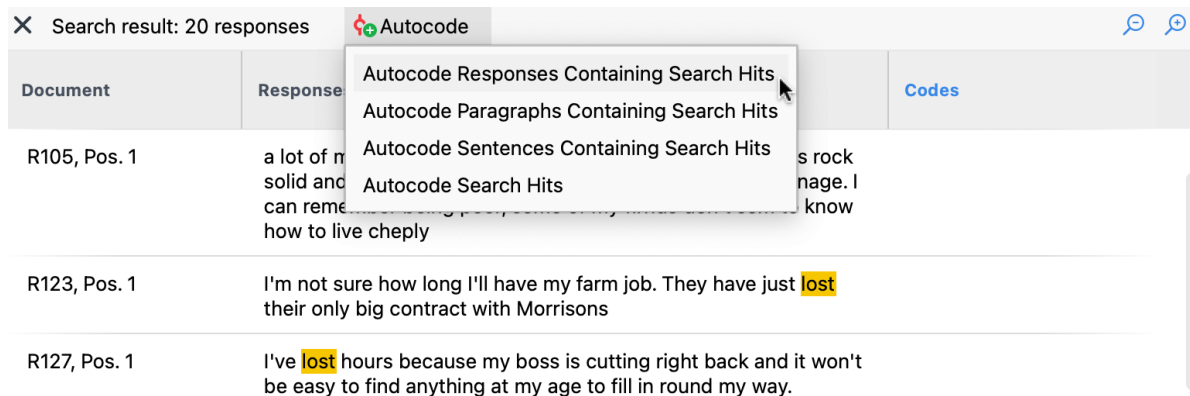 Search result: 20 responses
Autocode
Autocode Responses Containing Search Hits
Autocode Paragraphs Containing Search Hits
Autocode Sentences Containing Search Hits
Autocode Search Hits
Document
Response
Codes
R105, Pos. 1
a lot of m
s rock
solid and
nage. I
can reme
know
how to live cheply
R123, Pos. 1
I'm not sure how long I'll have my farm job. They have just lost
their only big contract with Morrisons
R127, Pos. 1
I've lost hours because my boss is cutting right back and it won't
be easy to find anything at my age to fill in round my way.